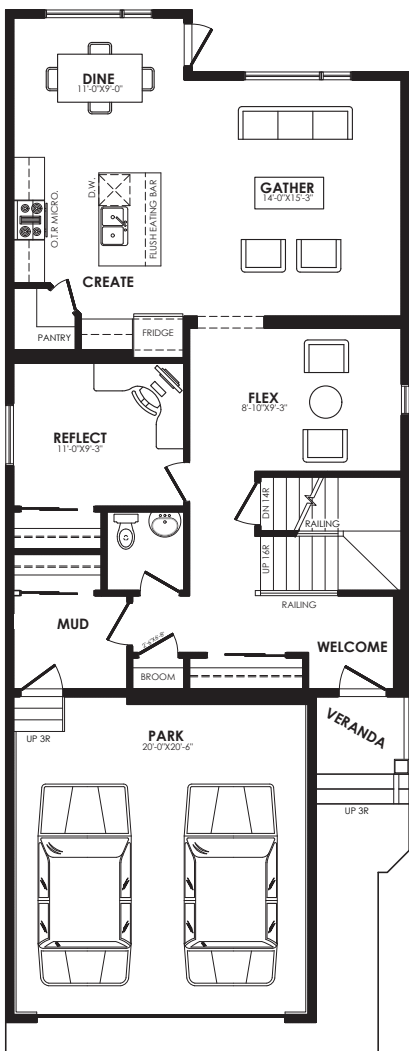 DINE
11'-0"X9'-0"
O.T.R MICRO.
D.W.
FLUSH EATING BAR
GATHER
14'-0"X15'-3"
CREATE
PANTRY
FRIDGE
FLEX
8'-10"X9'-3"
REFLECT
11'-0"X9'-3"
DN 14R
RAILING
UP 16R
RAILING
MUD
WELCOME
BROOM
UP 3R
PARK
20'-0"X20'-6"
VERANDA
UP 3R